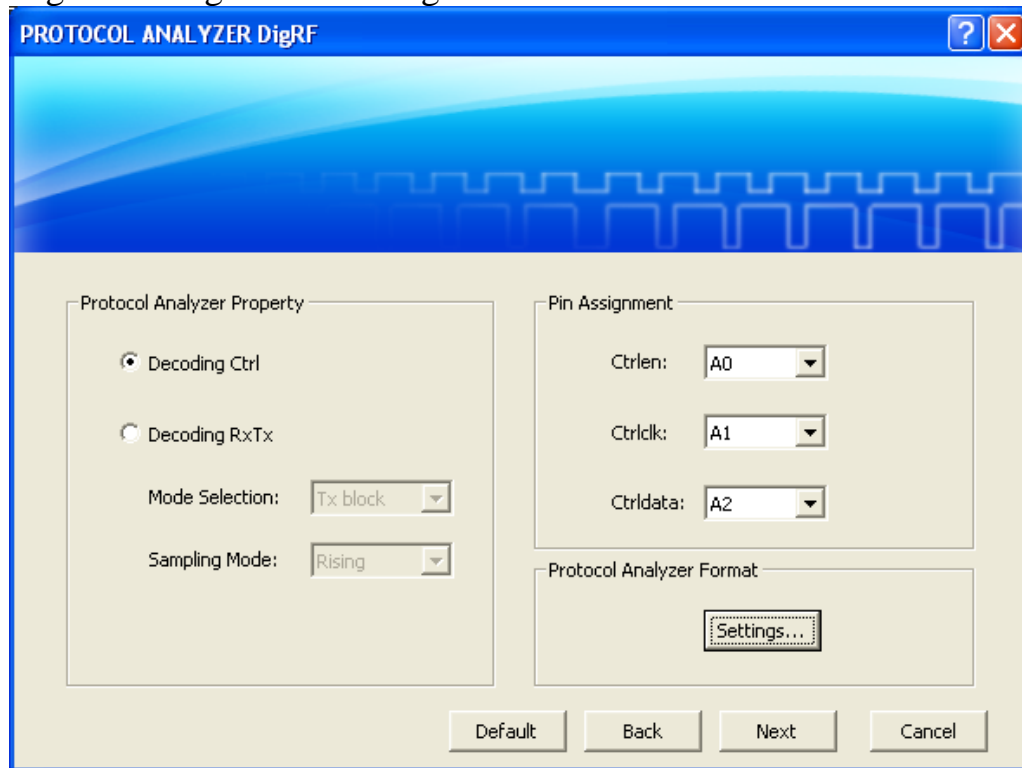 PROTOCOL ANALYZER DigRF
Protocol Analyzer Property
Decoding Ctrl
Decoding RxTx
Mode Selection: Tx block
Sampling Mode: Rising
Pin Assignment
Ctrlen: A0
Ctrlclk: A1
Ctrldata: A2
Protocol Analyzer Format
Settings...
Default Back Next Cancel